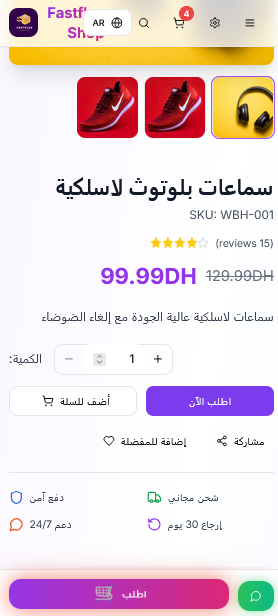 Fastfl
Shop
AR
4
سماعات بلوتوث لاسلكية
SKU: WBH-001
(15 reviews)
99.99DH 129.99DH
سماعات لاسلكية عالية الجودة مع إلغاء الضوضاء
الكمية:
1
اطلب الآن
أضف للسلة
مشاركة
إضافة للمفضلة
شحن مجاني
دفع آمن
إرجاع 30 يوم
دعم 24/7
اطلب